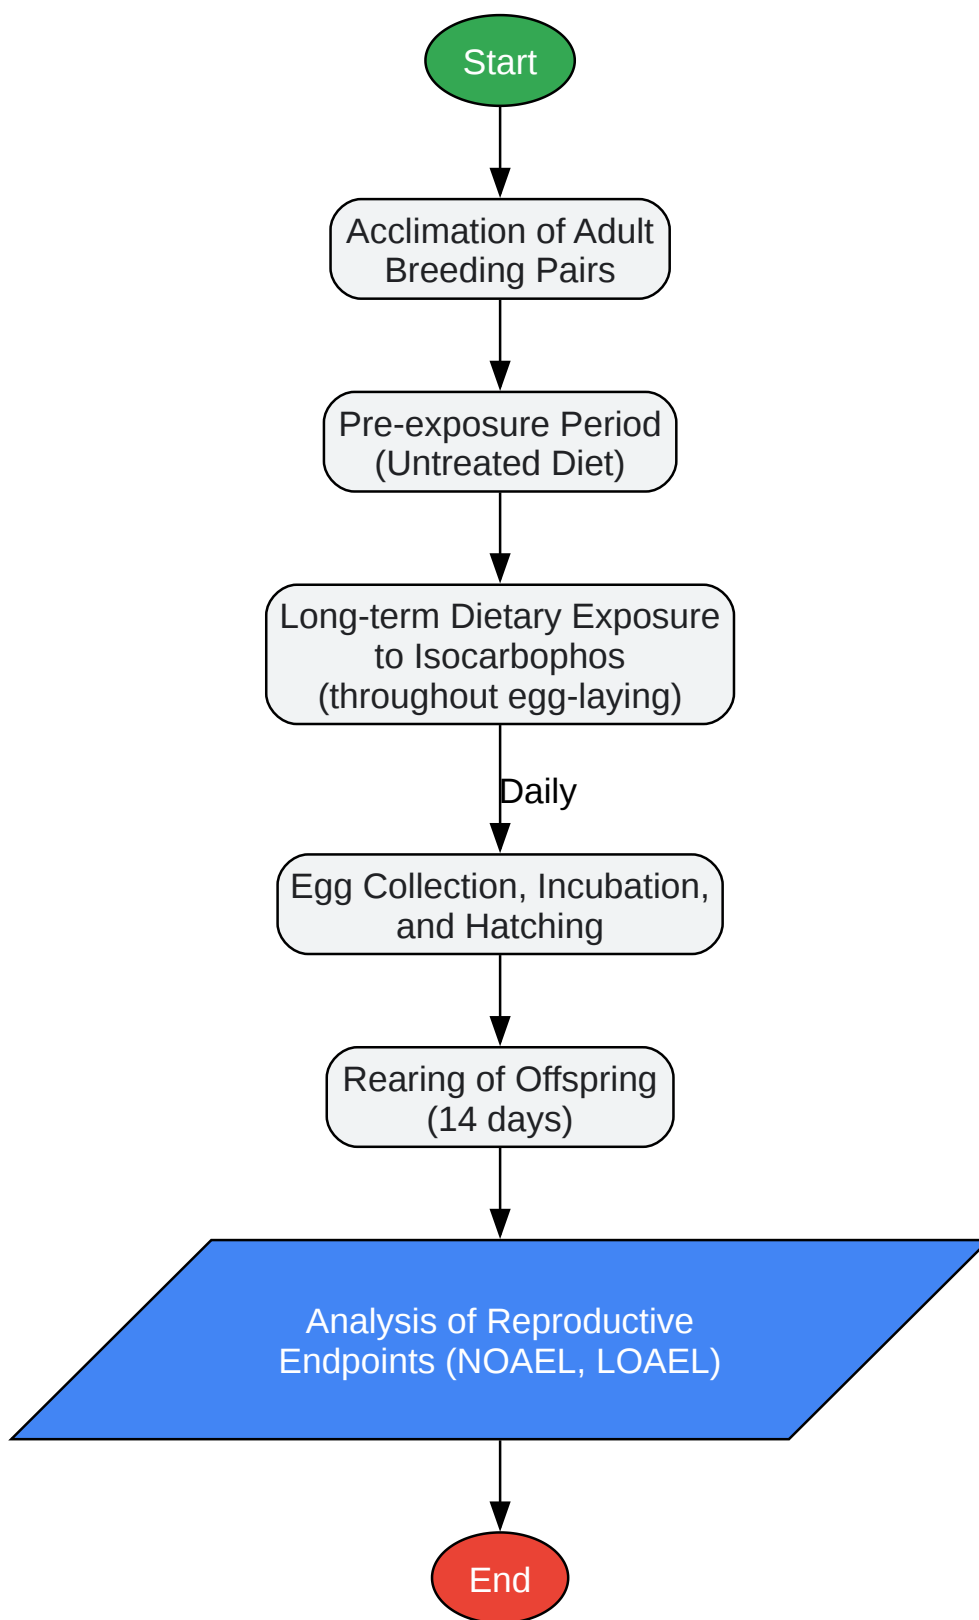 Start
Acclimation of Adult
Breeding Pairs
Pre-exposure Period
(Untreated Diet)
Long-term Dietary Exposure
to Isocarbophos
(throughout egg-laying)
Daily
Egg Collection, Incubation,
and Hatching
Rearing of Offspring
(14 days)
Analysis of Reproductive
Endpoints (NOAEL, LOAEL)
End